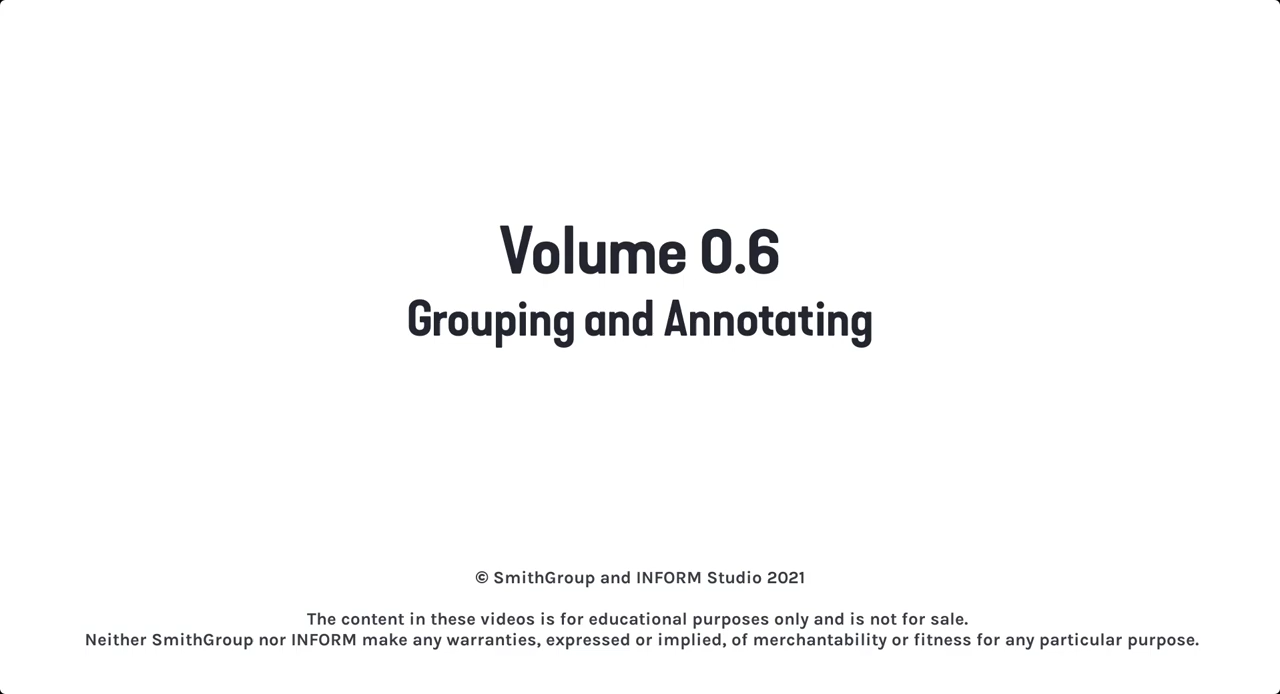 Volume 0.6
Grouping and Annotating
© SmithGroup and INFORM Studio 2021
The content in these videos is for educational purposes only and is not for sale.
Neither SmithGroup nor INFORM make any warranties, expressed or implied, of merchantability or fitness for any particular purpose.